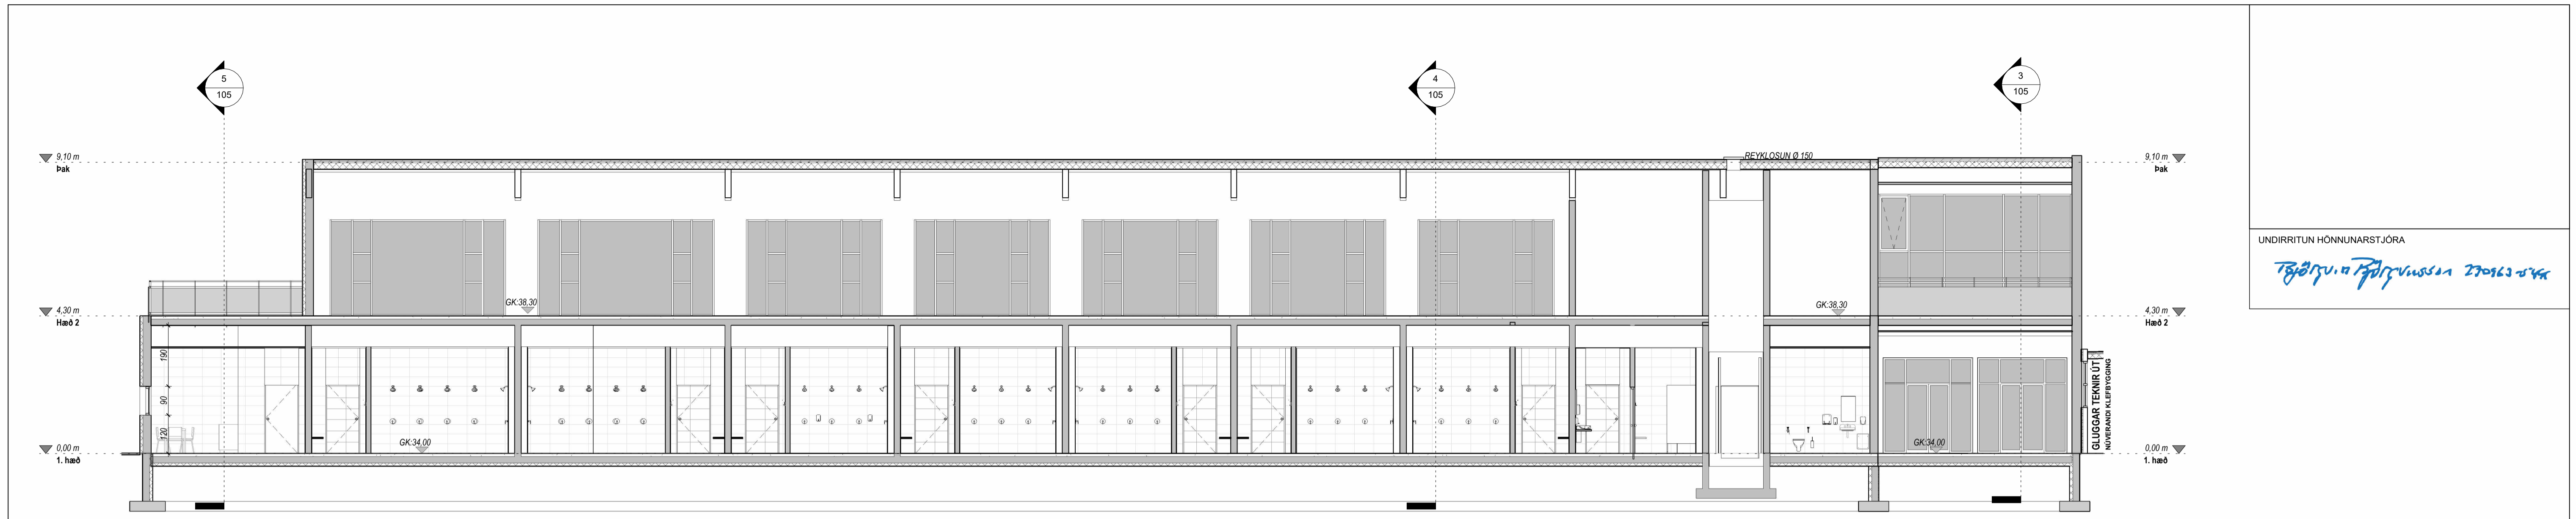 5
105
4
105
3
105
9,10 m
Þak
REYKLOSUN Ø 150
9,10 m
Þak
UNDIRRITUN HÖNNUNARSTJÓRA
4,30 m
Hæð 2
GK:38,30
GK:38,30
4,30 m
Hæð 2
190
90
120
GLUGGAR TEKNIR ÚT
NÚVERANDI KLEFBYGGING
0,00 m
1. hæð
GK:34,00
GK:34,00
0,00 m
1. hæð